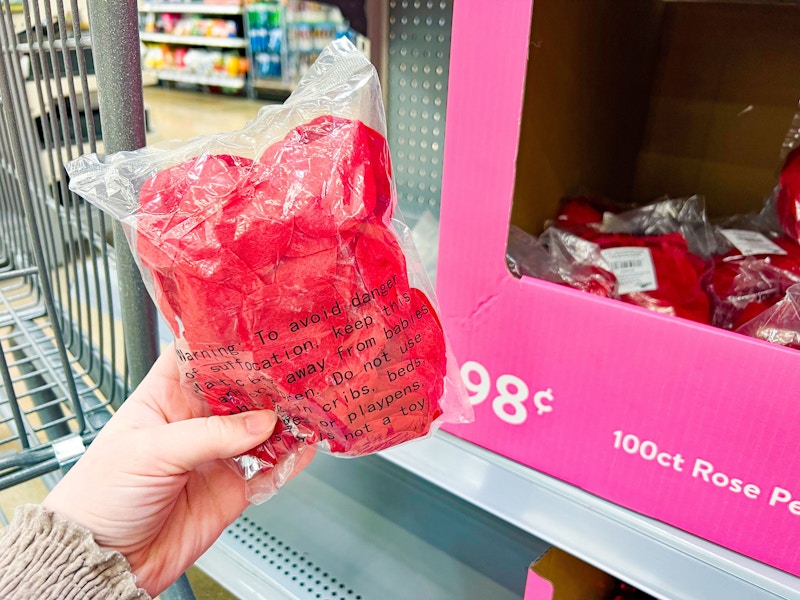 Warning: To avoid danger
of suffocation, keep this
away from babies
Do not use
in cribs, beds,
or playpens.
not a toy
98¢
100ct Rose Pe